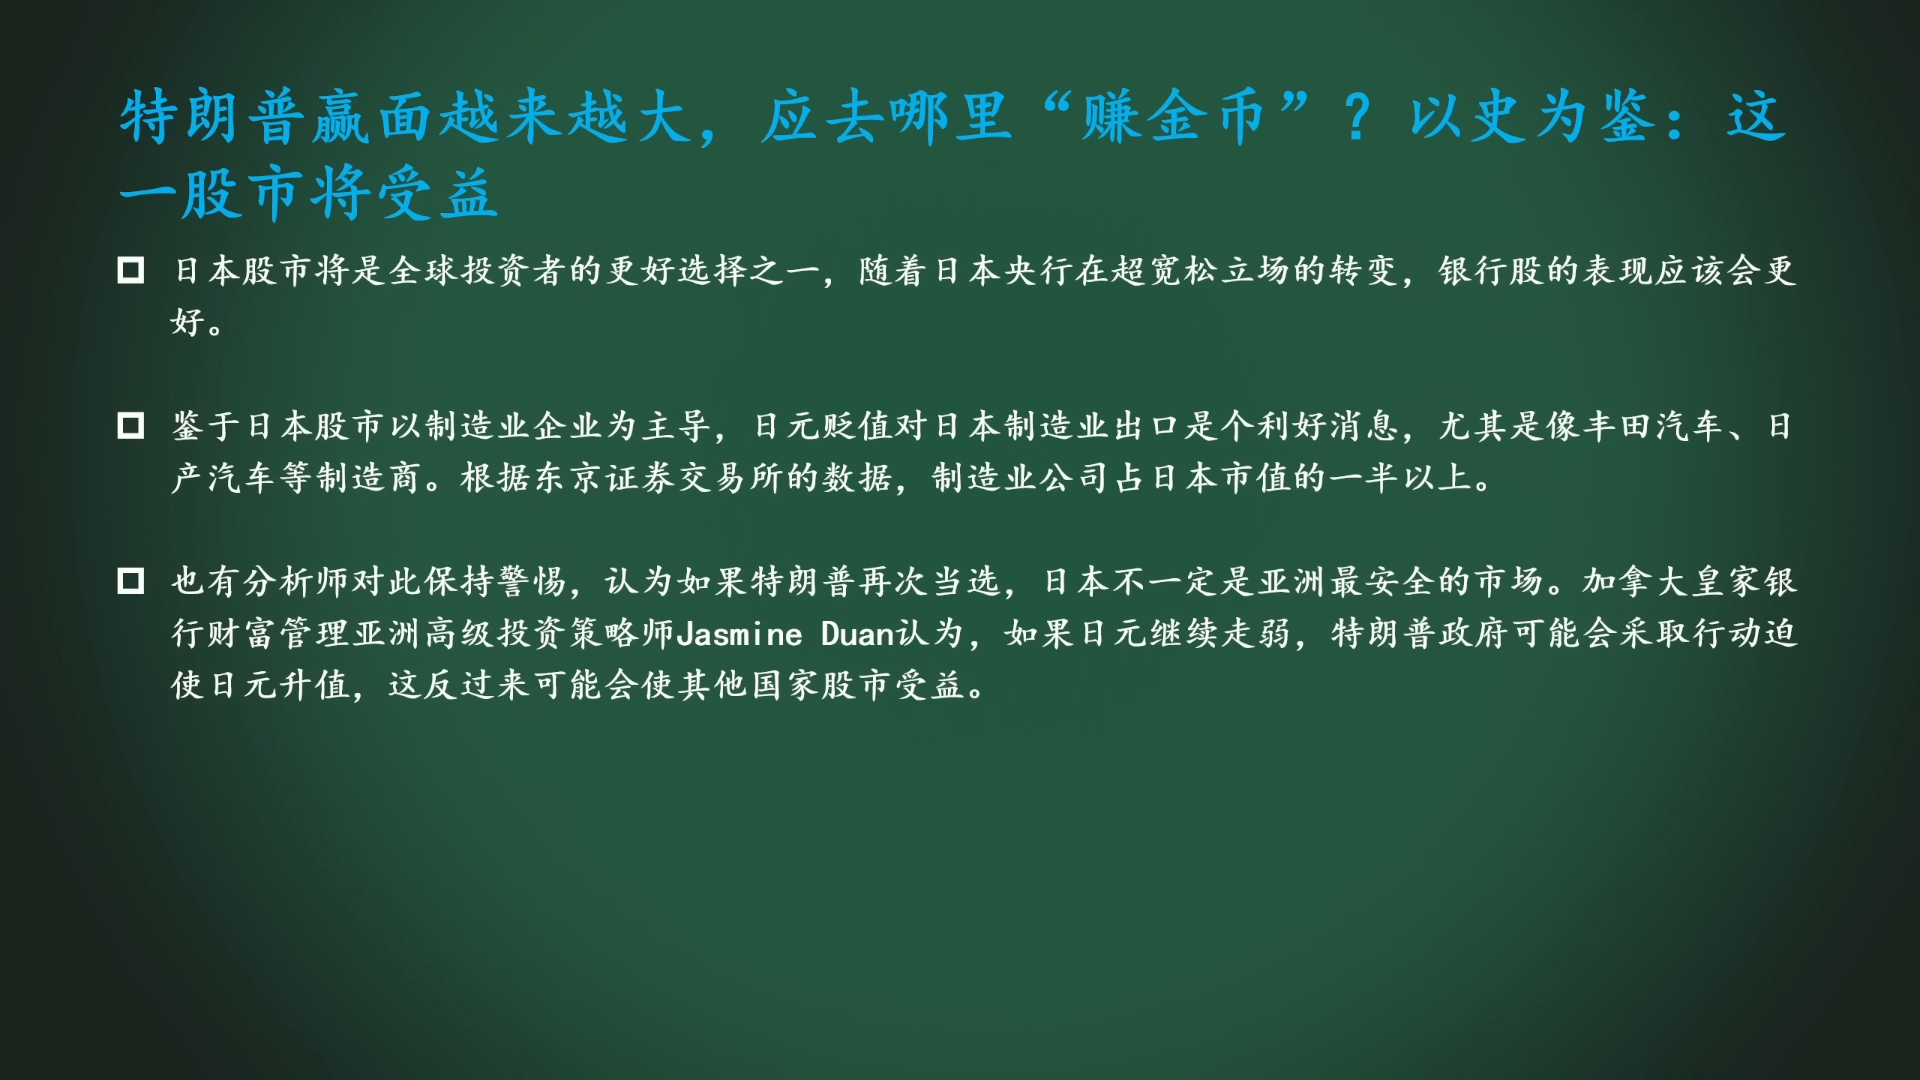 特朗普赢面越来越大，应去哪里“赚金币”？以史为鉴：这
一股市将受益
日本股市将是全球投资者的更好选择之一，随着日本央行在超宽松立场的转变，银行股的表现应该会更
好。
鉴于日本股市以制造业企业为主导，日元贬值对日本制造业出口是个利好消息，尤其是像丰田汽车、日
产汽车等制造商。根据东京证券交易所的数据，制造业公司占日本市值的一半以上。
也有分析师对此保持警惕，认为如果特朗普再次当选，日本不一定是亚洲最安全的市场。加拿大皇家银
行财富管理亚洲高级投资策略师Jasmine Duan认为，如果日元继续走弱，特朗普政府可能会采取行动迫
使日元升值，这反过来可能会使其他国家股市受益。